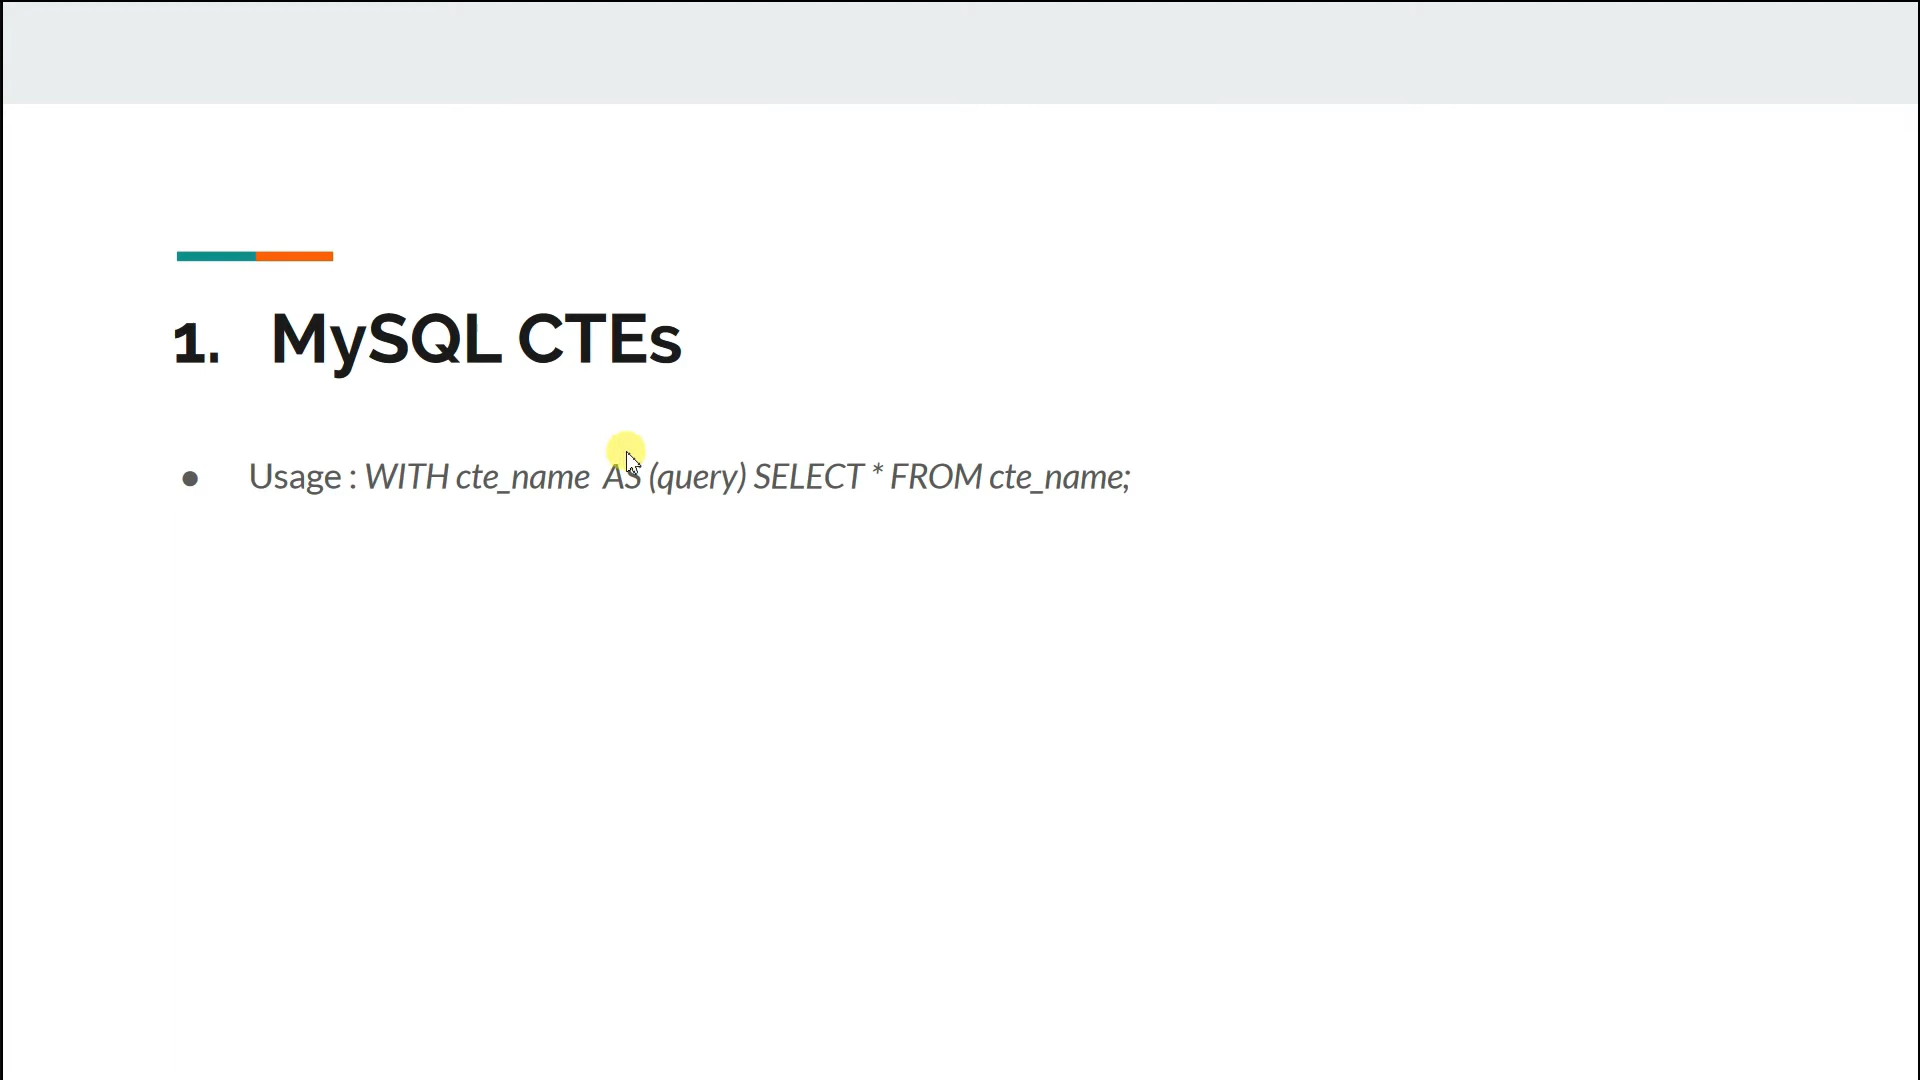 1. MySQL CTEs
● Usage : WITH cte_name AS (query) SELECT * FROM cte_name;